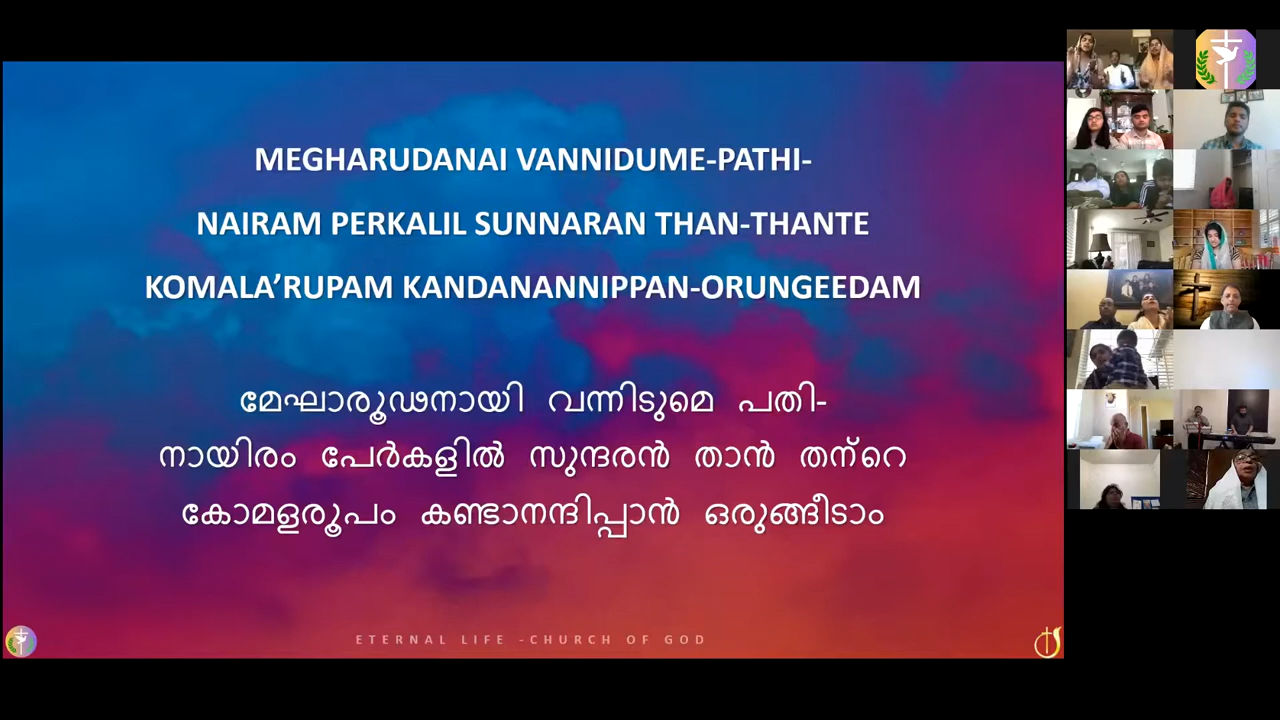 MEGHARUDANAI VANNIDUME-PATHI-
NAIRAM PERKALIL SUNNARAN THAN-THANTE
KOMALA’RUPAM KANDANANNIPPAN-ORUNGEEDAM
മേഘാരൂഢനായി വന്നിടുമെ പതി-
നായിരം പേർകളിൽ സുന്ദരൻ താൻ തന്റെ
കോമളരൂപം കണ്ടാനന്ദിപ്പാൻ ഒരുങ്ങീടാം
ETERNAL LIFE -CHURCH OF GOD